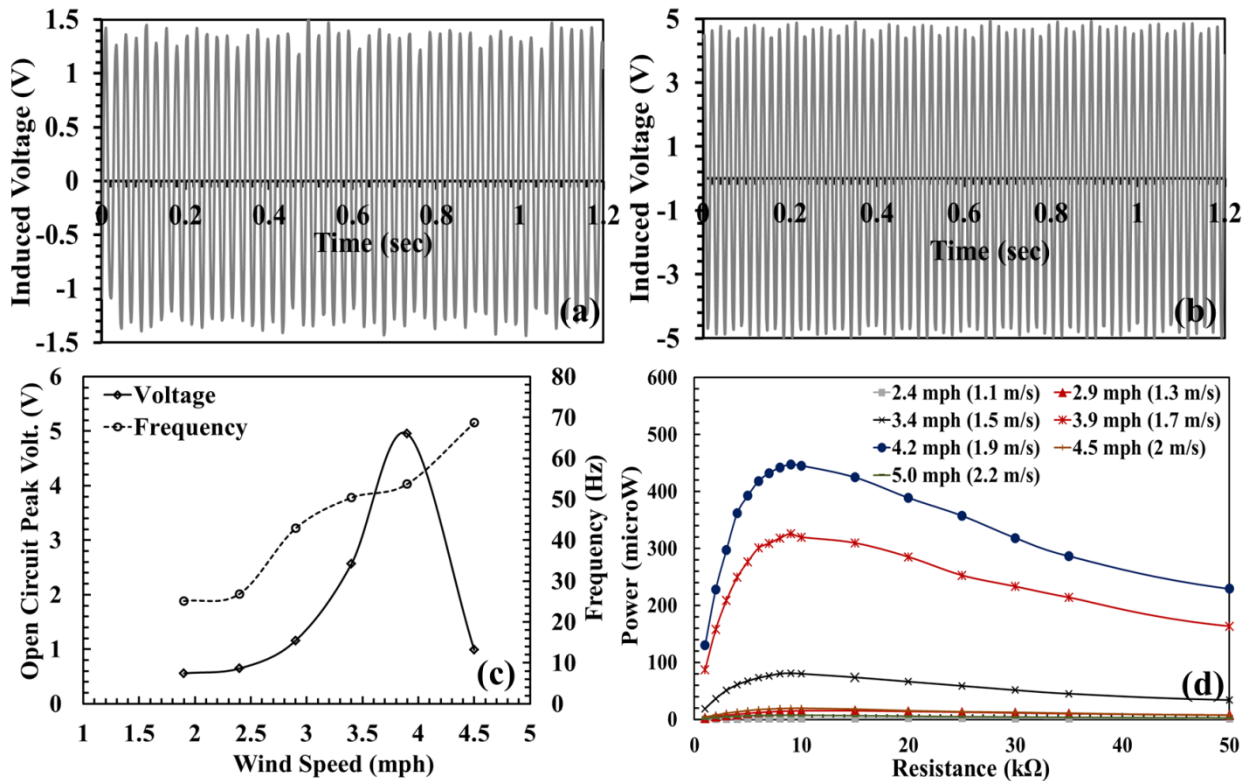 1.5
1
0.5
0
-0.5
-1
-1.5
Induced Voltage (V)
0 0.2 0.4 0.6 0.8 1 1.2
Time (sec)
(a)
5
3
1
-1
-3
-5
Induced Voltage (V)
0 0.2 0.4 0.6 0.8 1 1.2
Time (sec)
(b)
6
5
4
3
2
1
0
Open Circuit Peak Volt. (V)
Voltage
Frequency
80
70
60
50
40
30
20
10
0
Frequency (Hz)
1 1.5 2 2.5 3 3.5 4 4.5 5
Wind Speed (mph)
(c)
600
500
400
300
200
100
0
Power (microW)
2.4 mph (1.1 m/s) 2.9 mph (1.3 m/s)
3.4 mph (1.5 m/s) 3.9 mph (1.7 m/s)
4.2 mph (1.9 m/s) 4.5 mph (2 m/s)
5.0 mph (2.2 m/s)
0 10 20 30 40 50
Resistance (kΩ)
(d)